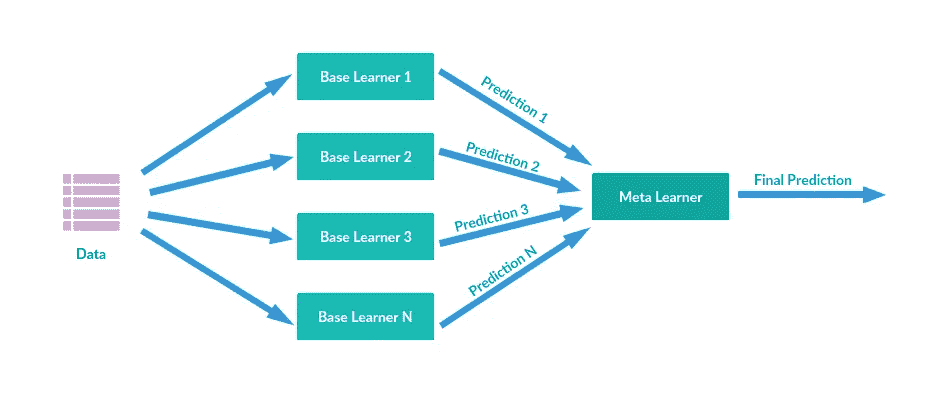 Base Learner 1
Prediction 1
Base Learner 2
Prediction 2
Final Prediction
Meta Learner
Prediction 3
Base Learner 3
Data
Prediction N
Base Learner N